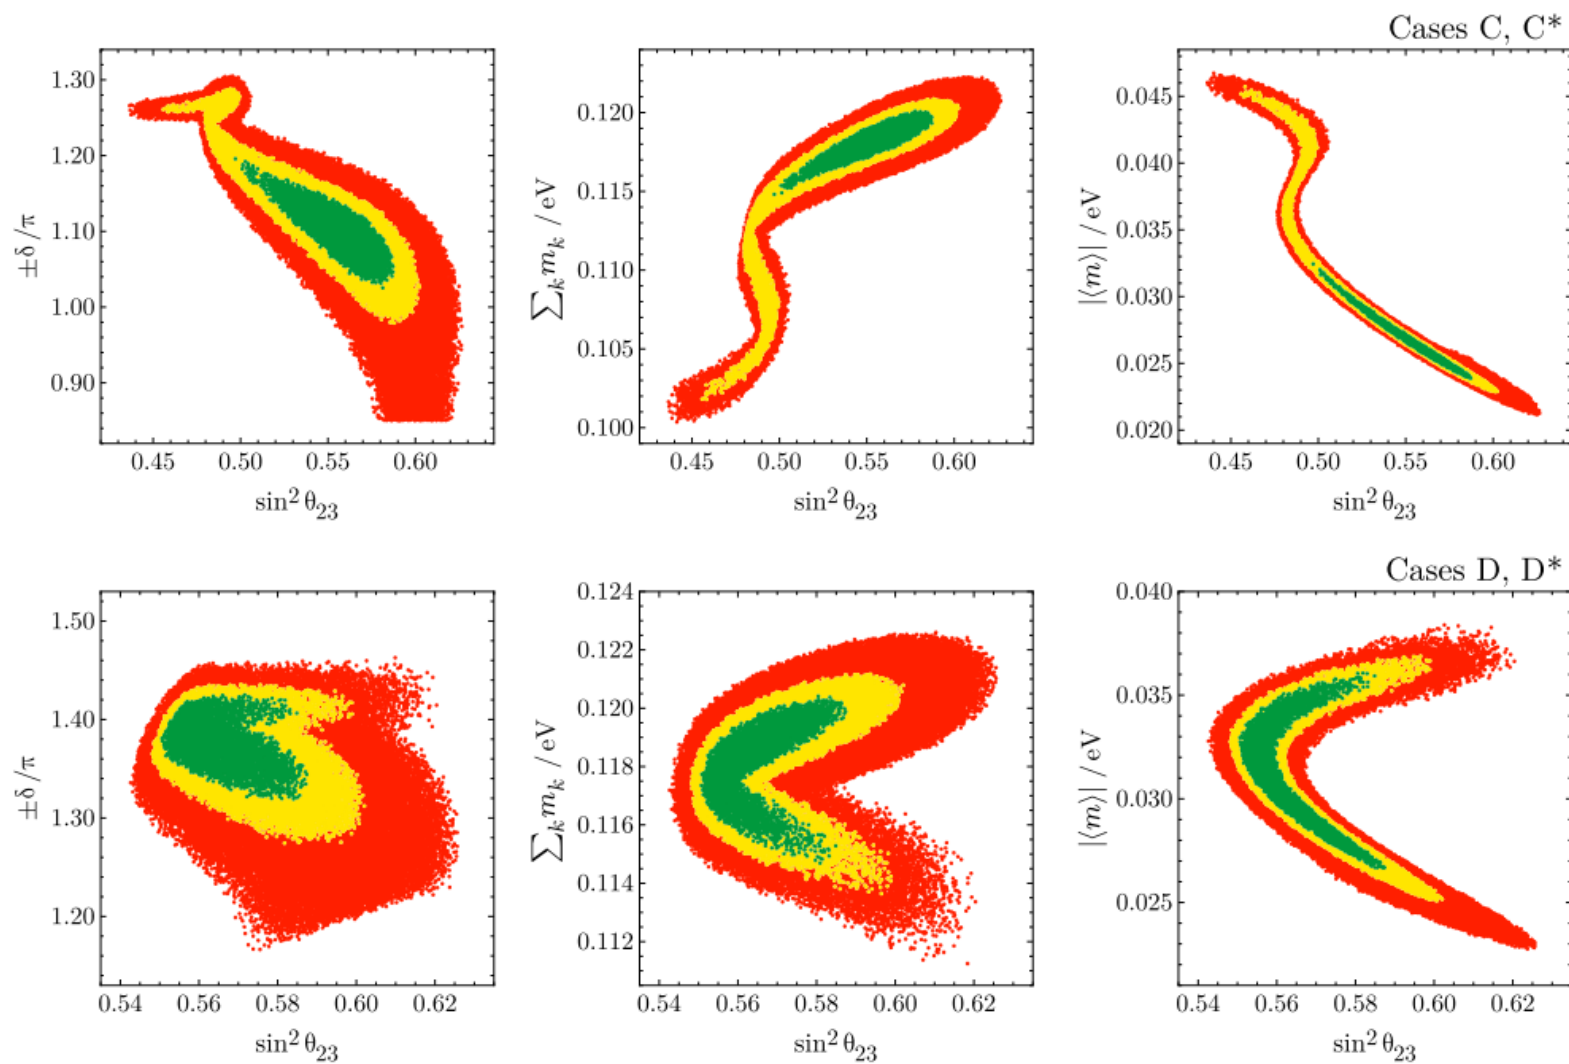 Cases C, C*
±δ/π
1.30
1.20
1.10
1.00
0.90
0.45 0.50 0.55 0.60
sin² θ₂₃
∑ₖ mₖ / eV
0.120
0.115
0.110
0.105
0.100
0.45 0.50 0.55 0.60
sin² θ₂₃
|⟨m⟩| / eV
0.045
0.040
0.035
0.030
0.025
0.020
0.45 0.50 0.55 0.60
sin² θ₂₃
Cases D, D*
±δ/π
1.50
1.40
1.30
1.20
0.54 0.56 0.58 0.60 0.62
sin² θ₂₃
∑ₖ mₖ / eV
0.124
0.122
0.120
0.118
0.116
0.114
0.112
0.54 0.56 0.58 0.60 0.62
sin² θ₂₃
|⟨m⟩| / eV
0.040
0.035
0.030
0.025
0.54 0.56 0.58 0.60 0.62
sin² θ₂₃